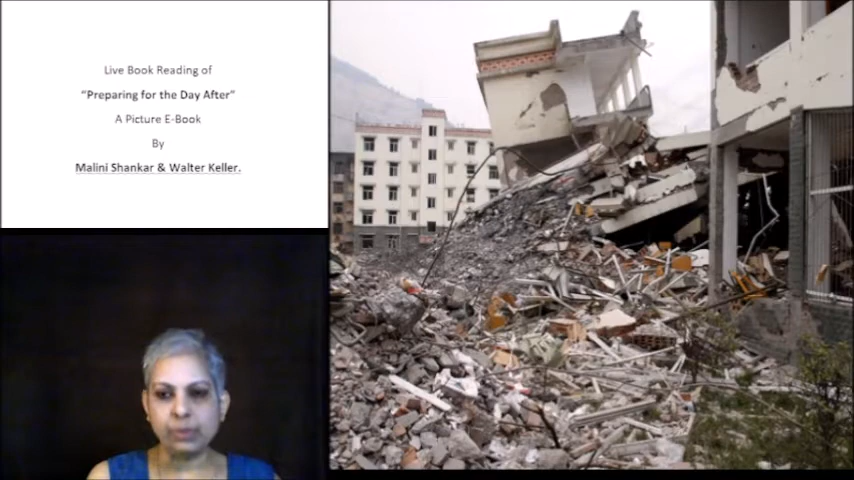 Live Book Reading of
“Preparing for the Day After”
A Picture E-Book
By
Malini Shankar & Walter Keller.